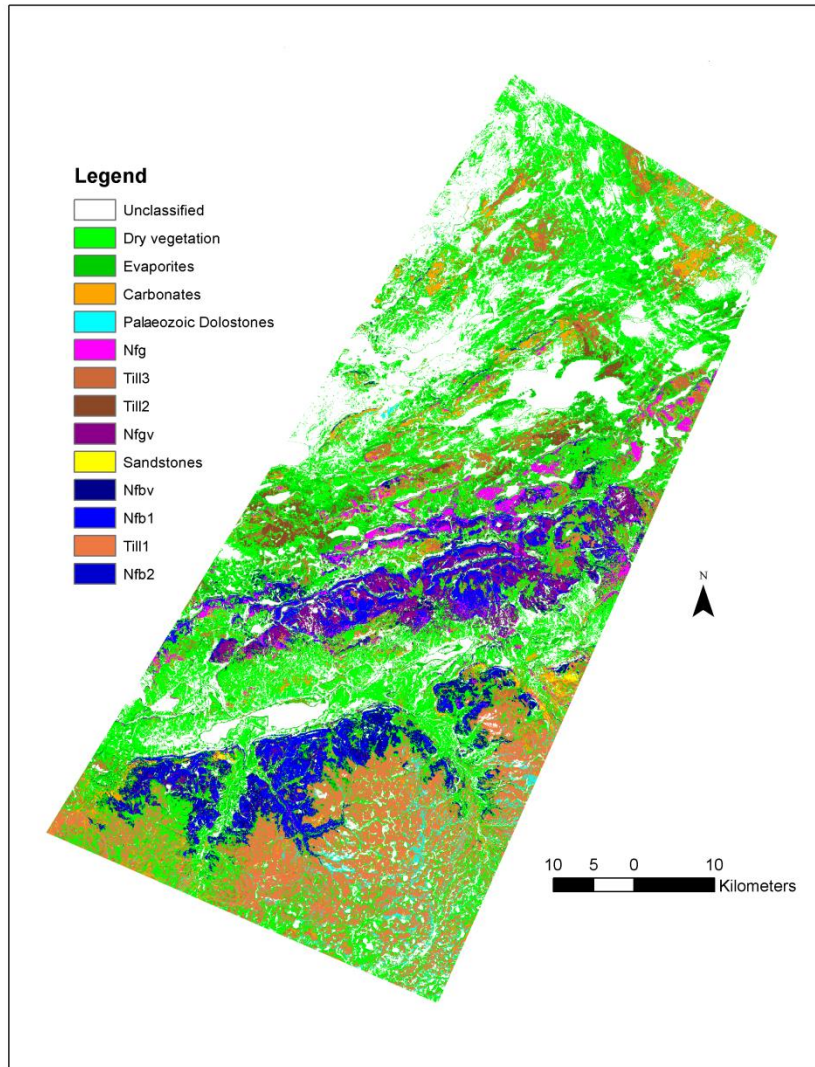 Legend
Unclassified
Dry vegetation
Evaporites
Carbonates
Palaeozoic Dolostones
Nfg
Till3
Till2
Nfgv
Sandstones
Nfbv
Nfb1
Till1
Nfb2
N
10 5 0 10
Kilometers